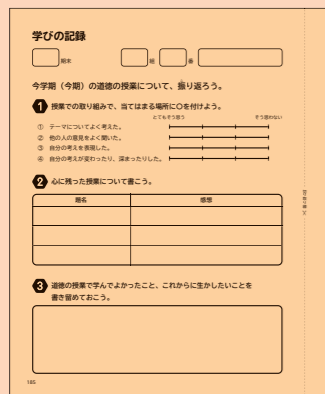 学びの記録
期末 組 番
今学期（今期）の道徳の授業について、振り返ろう。
1 授業での取り組みで、当てはまる場所に○を付けよう。
とてもそう思う そう思わない
① テーマについてよく考えた。
② 他の人の意見をよく聞いた。
③ 自分の考えを表現した。
④ 自分の考えが変わったり、深まったりした。
2 心に残った授業について書こう。
題名 感想
3 道徳の授業で学んでよかったこと、これからに生かしたいことを
書き留めておこう。
185